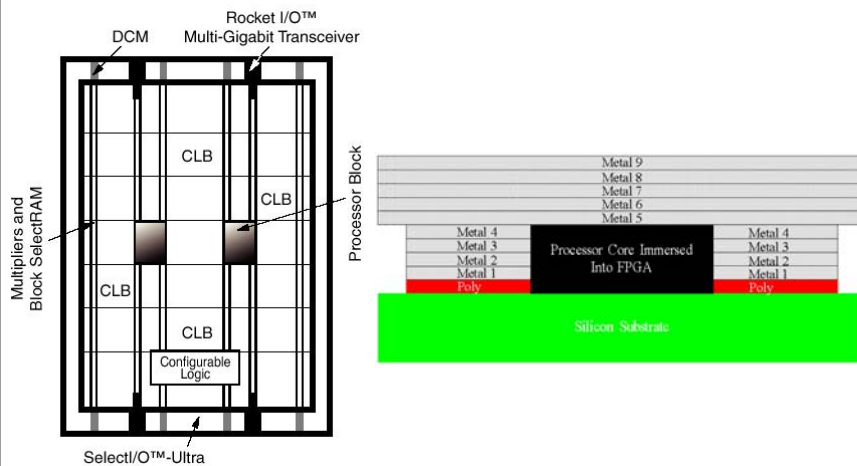 Rocket I/O™
DCM
Multi-Gigabit Transceiver
CLB
CLB
Multipliers and
Block SelectRAM
Processor Block
CLB
CLB
Configurable
Logic
SelectI/O™-Ultra
Metal 9
Metal 8
Metal 7
Metal 6
Metal 5
Metal 4
Metal 3
Metal 2
Metal 1
Poly
Processor Core Immersed
Into FPGA
Metal 4
Metal 3
Metal 2
Metal 1
Poly
Silicon Substrate